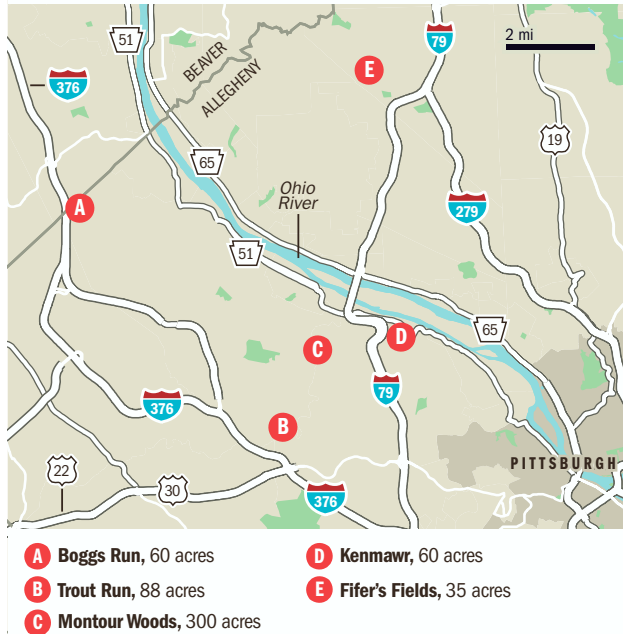 51
79
2 mi
BEAVER
ALLEGHENY
E
376
19
65
A
Ohio
River
279
51
65
C
D
79
376
B
PITTSBURGH
22
30
376
A Boggs Run, 60 acres
B Trout Run, 88 acres
C Montour Woods, 300 acres
D Kenmawr, 60 acres
E Fifer's Fields, 35 acres